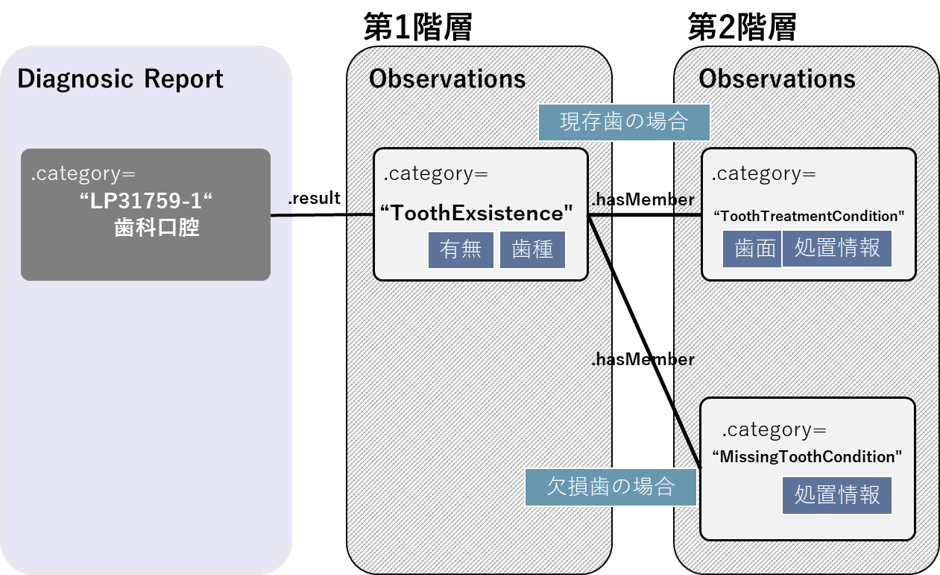 第1階層
第2階層
Diagnosic Report
Observations
Observations
現存歯の場合
.category=
“LP31759-1“
歯科口腔
.result
.category=
“ToothExsistence"
有無
歯種
.hasMember
.category=
“ToothTreatmentCondition"
歯面
処置情報
.hasMember
欠損歯の場合
.category=
“MissingToothCondition"
処置情報